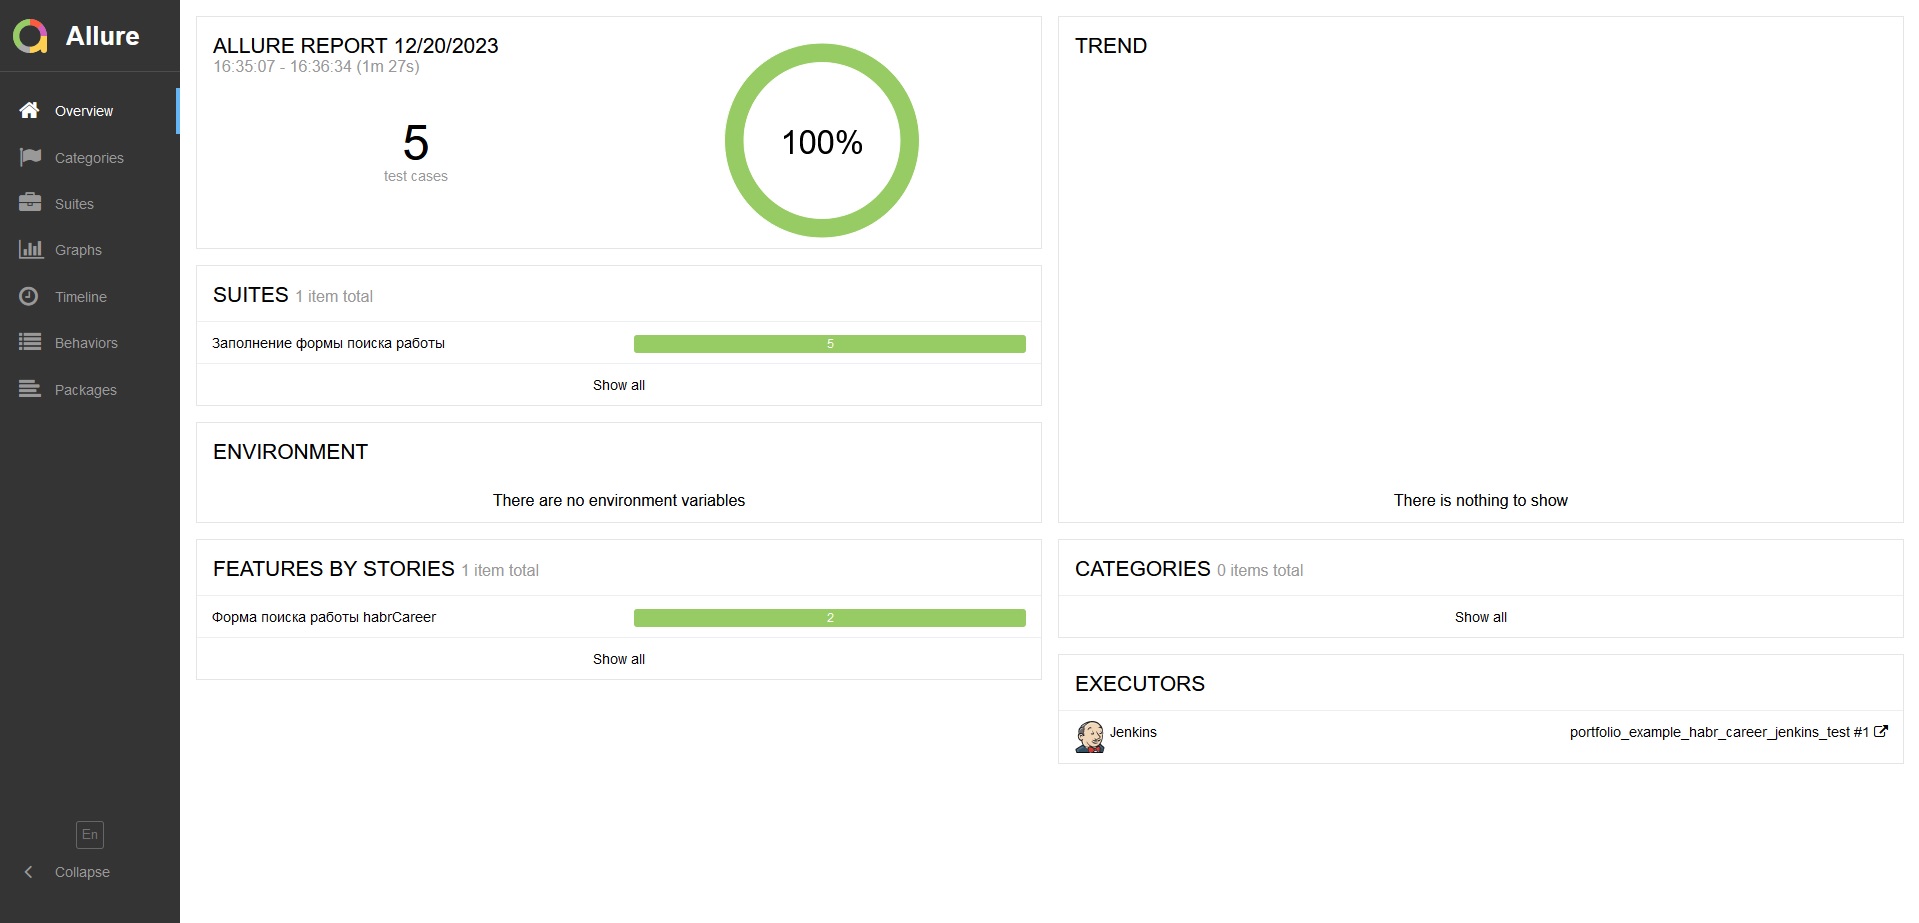 Allure
Overview
Categories
Suites
Graphs
Timeline
Behaviors
Packages
En
Collapse
ALLURE REPORT 12/20/2023
16:35:07 - 16:36:34 (1m 27s)
5
test cases
100%
SUITES 1 item total
Заполнение формы поиска работы 5
Show all
ENVIRONMENT
There are no environment variables
FEATURES BY STORIES 1 item total
Форма поиска работы habrCareer 2
Show all
TREND
There is nothing to show
CATEGORIES 0 items total
Show all
EXECUTORS
Jenkins portfolio_example_habr_career_jenkins_test #1